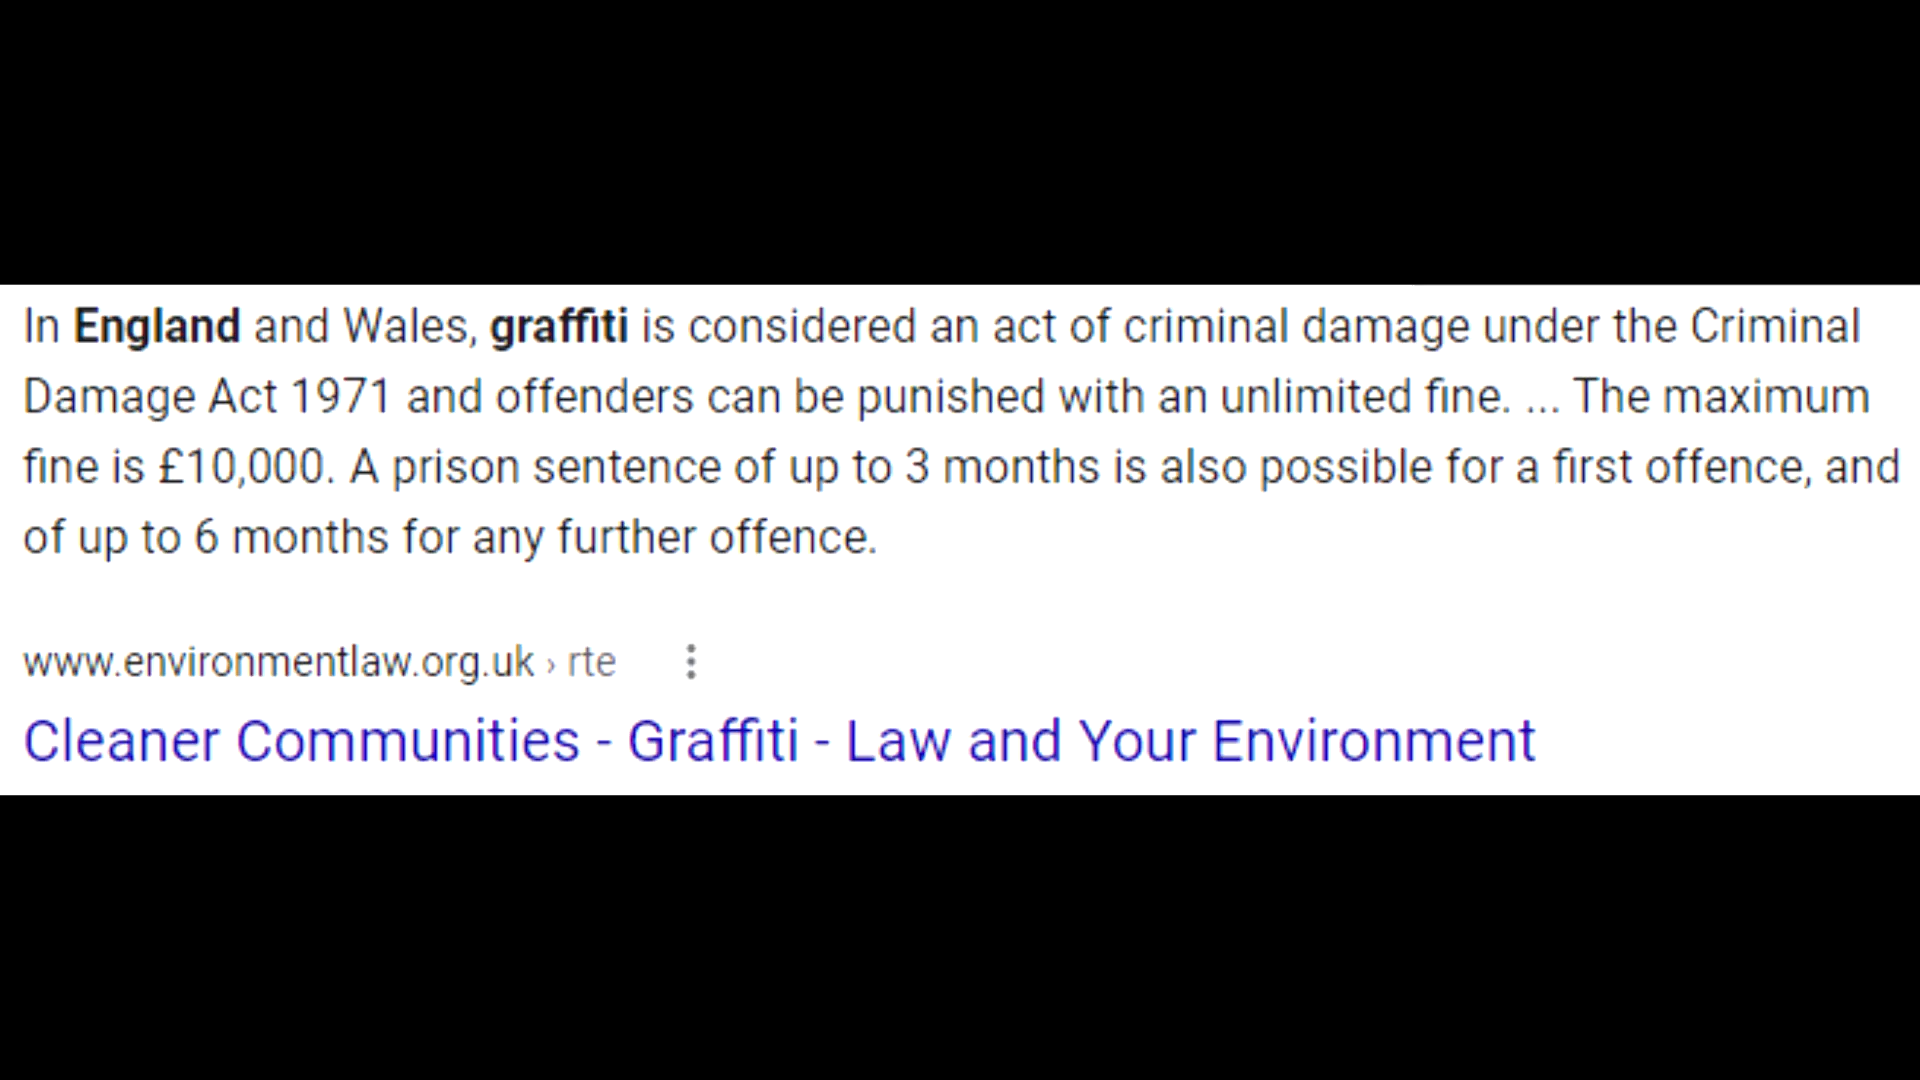 In England and Wales, graffiti is considered an act of criminal damage under the Criminal
Damage Act 1971 and offenders can be punished with an unlimited fine. ... The maximum
fine is £10,000. A prison sentence of up to 3 months is also possible for a first offence, and
of up to 6 months for any further offence.
www.environmentlaw.org.uk › rte
Cleaner Communities - Graffiti - Law and Your Environment